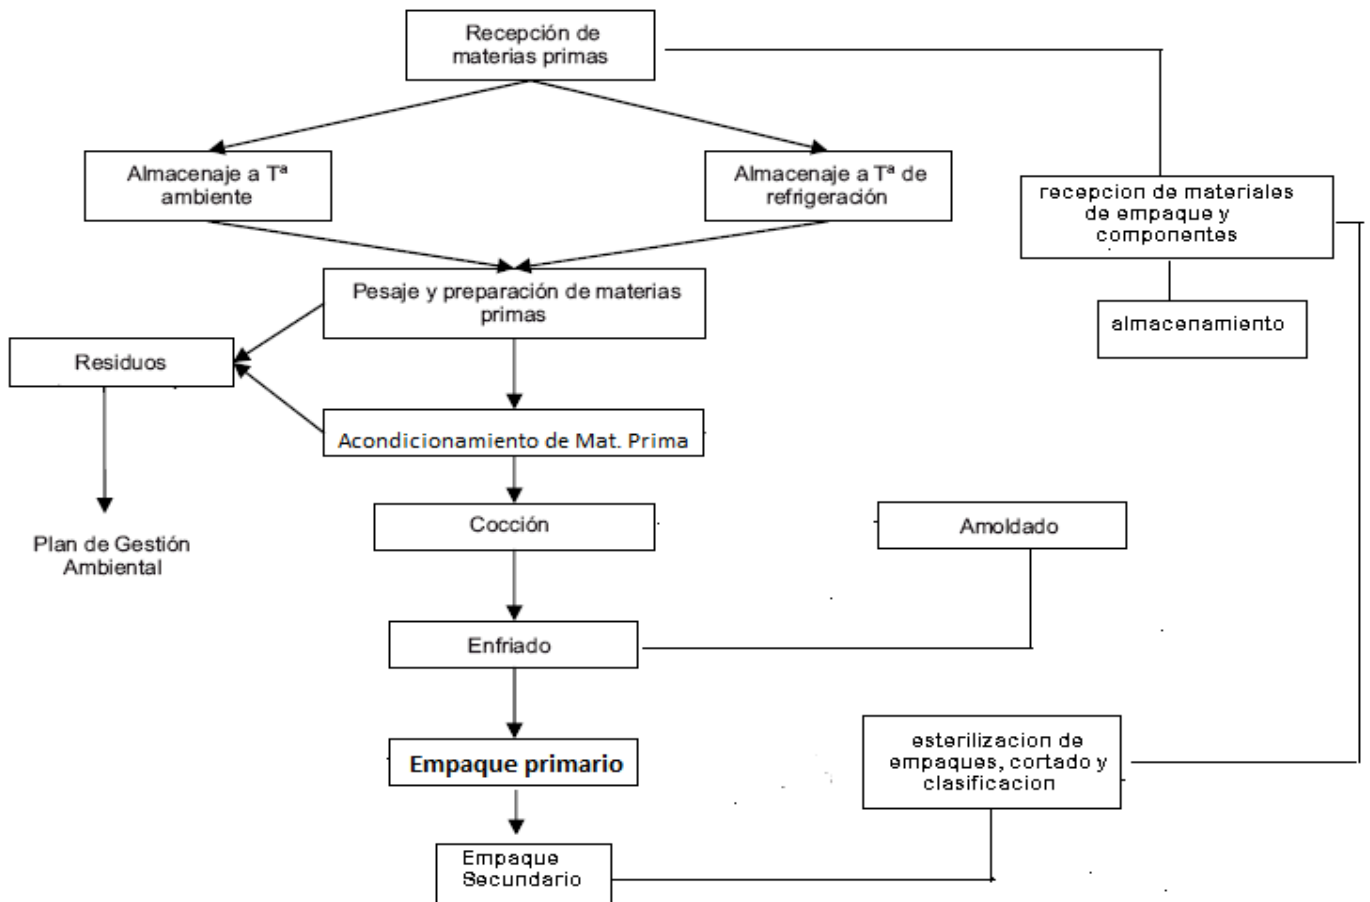 Recepción de
materias primas
Almacenaje a Tª
ambiente
Almacenaje a Tª de
refrigeración
recepcion de materiales
de empaque y
componentes
Pesaje y preparación de materias
primas
almacenamiento
Residuos
Acondicionamiento de Mat. Prima
Plan de Gestión
Ambiental
Cocción
Amoldado
Enfriado
Empaque primario
esterilizacion de
empaques, cortado y
clasificacion
Empaque
Secundario